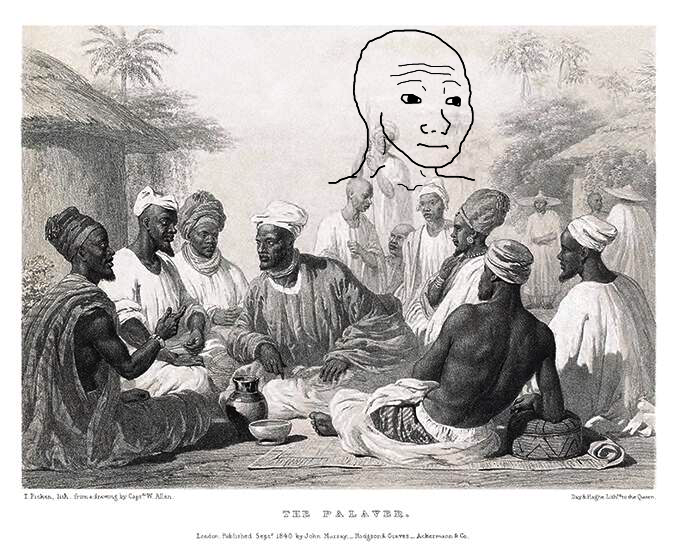 T. Picken, lith. from a drawing by Captn. W. Allen.
Day & Haghe Lithrs. to the Queen.
THE PALAVER.
London. Published Septr. 1840 by John Murray,_ Hodgson & Graves,_ Ackermann & Co.